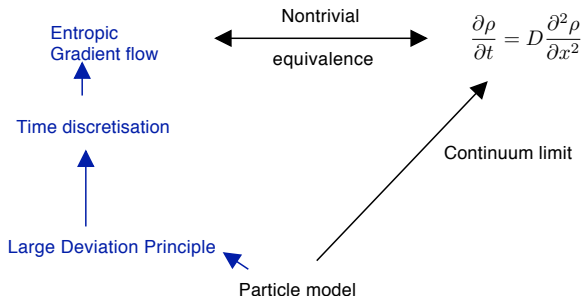 Nontrivial
Entropic
Gradient flow
equivalence
∂ρ/∂t = D ∂²ρ/∂x²
Time discretisation
Continuum limit
Large Deviation Principle
Particle model